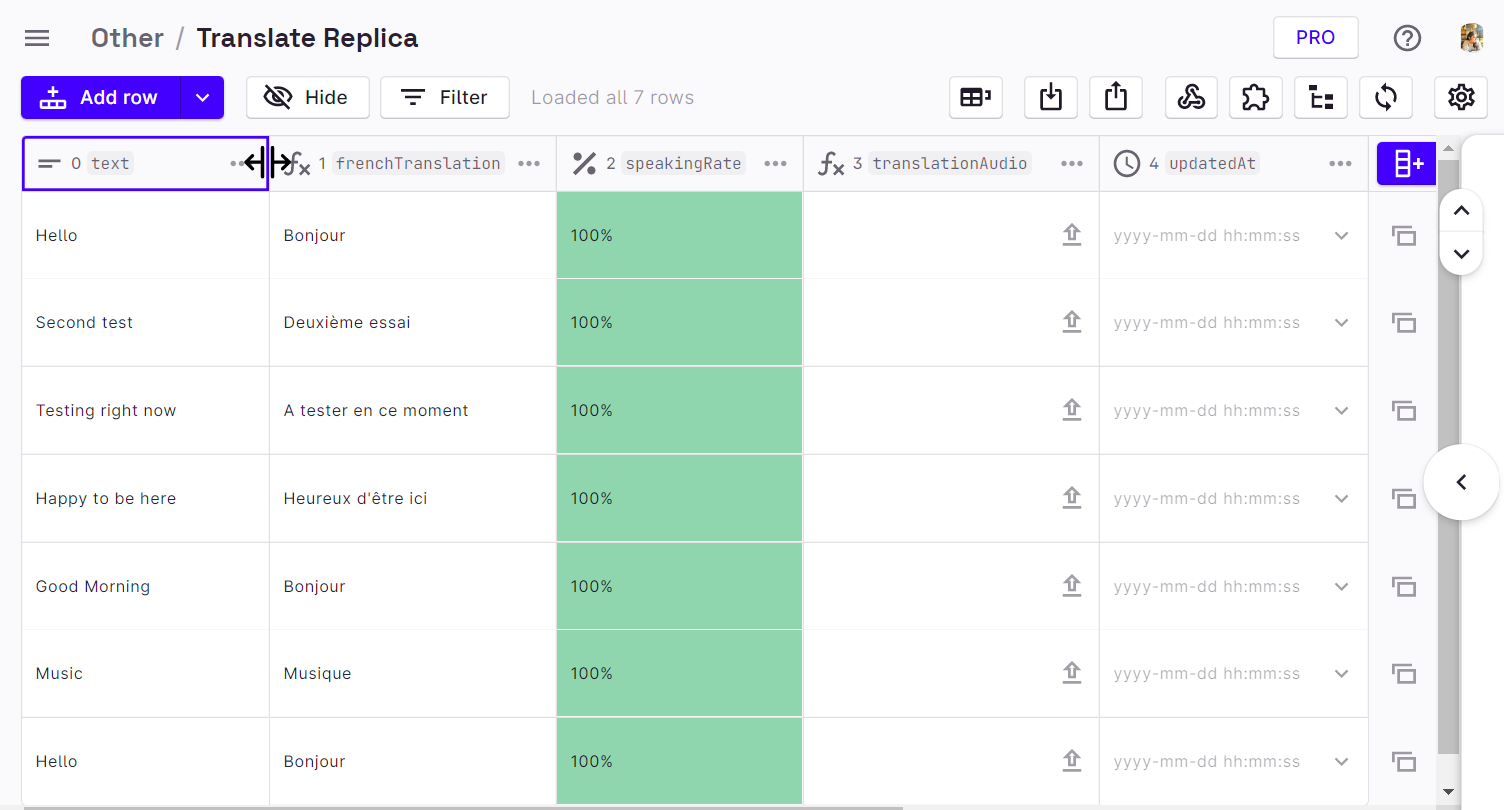 Other / Translate Replica PRO
Add row Hide Filter Loaded all 7 rows
0 text 1 frenchTranslation 2 speakingRate 3 translationAudio 4 updatedAt
Hello Bonjour 100% yyyy-mm-dd hh:mm:ss
Second test Deuxième essai 100% yyyy-mm-dd hh:mm:ss
Testing right now A tester en ce moment 100% yyyy-mm-dd hh:mm:ss
Happy to be here Heureux d'être ici 100% yyyy-mm-dd hh:mm:ss
Good Morning Bonjour 100% yyyy-mm-dd hh:mm:ss
Music Musique 100% yyyy-mm-dd hh:mm:ss
Hello Bonjour 100% yyyy-mm-dd hh:mm:ss